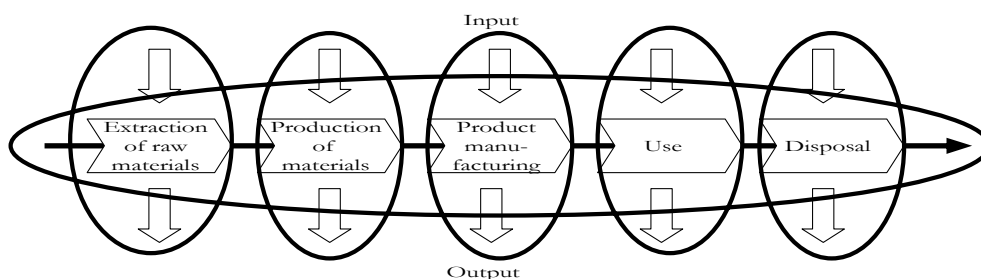 Input
Extraction
of raw
materials
Production
of
materials
Product
manu-
facturing
Use
Disposal
Output